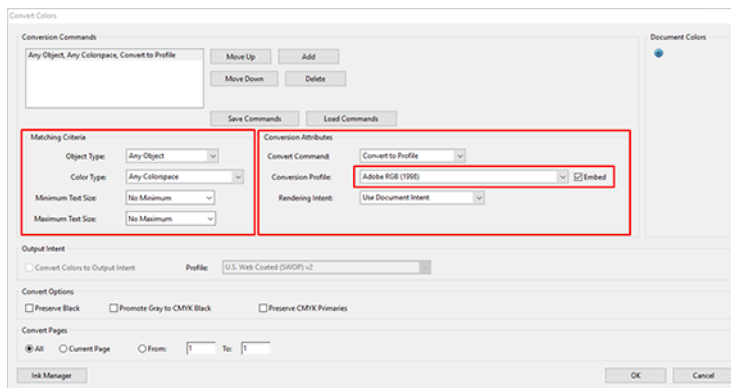 Convert Colors
Conversion Commands
Document Colors
Any Object, Any Colorspace, Convert to Profile
Move Up
Add
Move Down
Delete
Save Commands
Load Commands
Matching Criteria
Conversion Attributes
Object Type: Any Object
Convert Command: Convert to Profile
Color Type: Any Colorspace
Conversion Profile: Adobe RGB (1998) Embed
Minimum Text Size: No Minimum
Rendering Intent: Use Document Intent
Maximum Text Size: No Maximum
Output Intent
Convert Colors to Output Intent Profile: U.S. Web Coated (SWOP) v2
Convert Options
Preserve Black Promote Gray to CMYK Black Preserve CMYK Primaries
Convert Pages
All Current Page From: 1 To: 1
Ink Manager
OK
Cancel